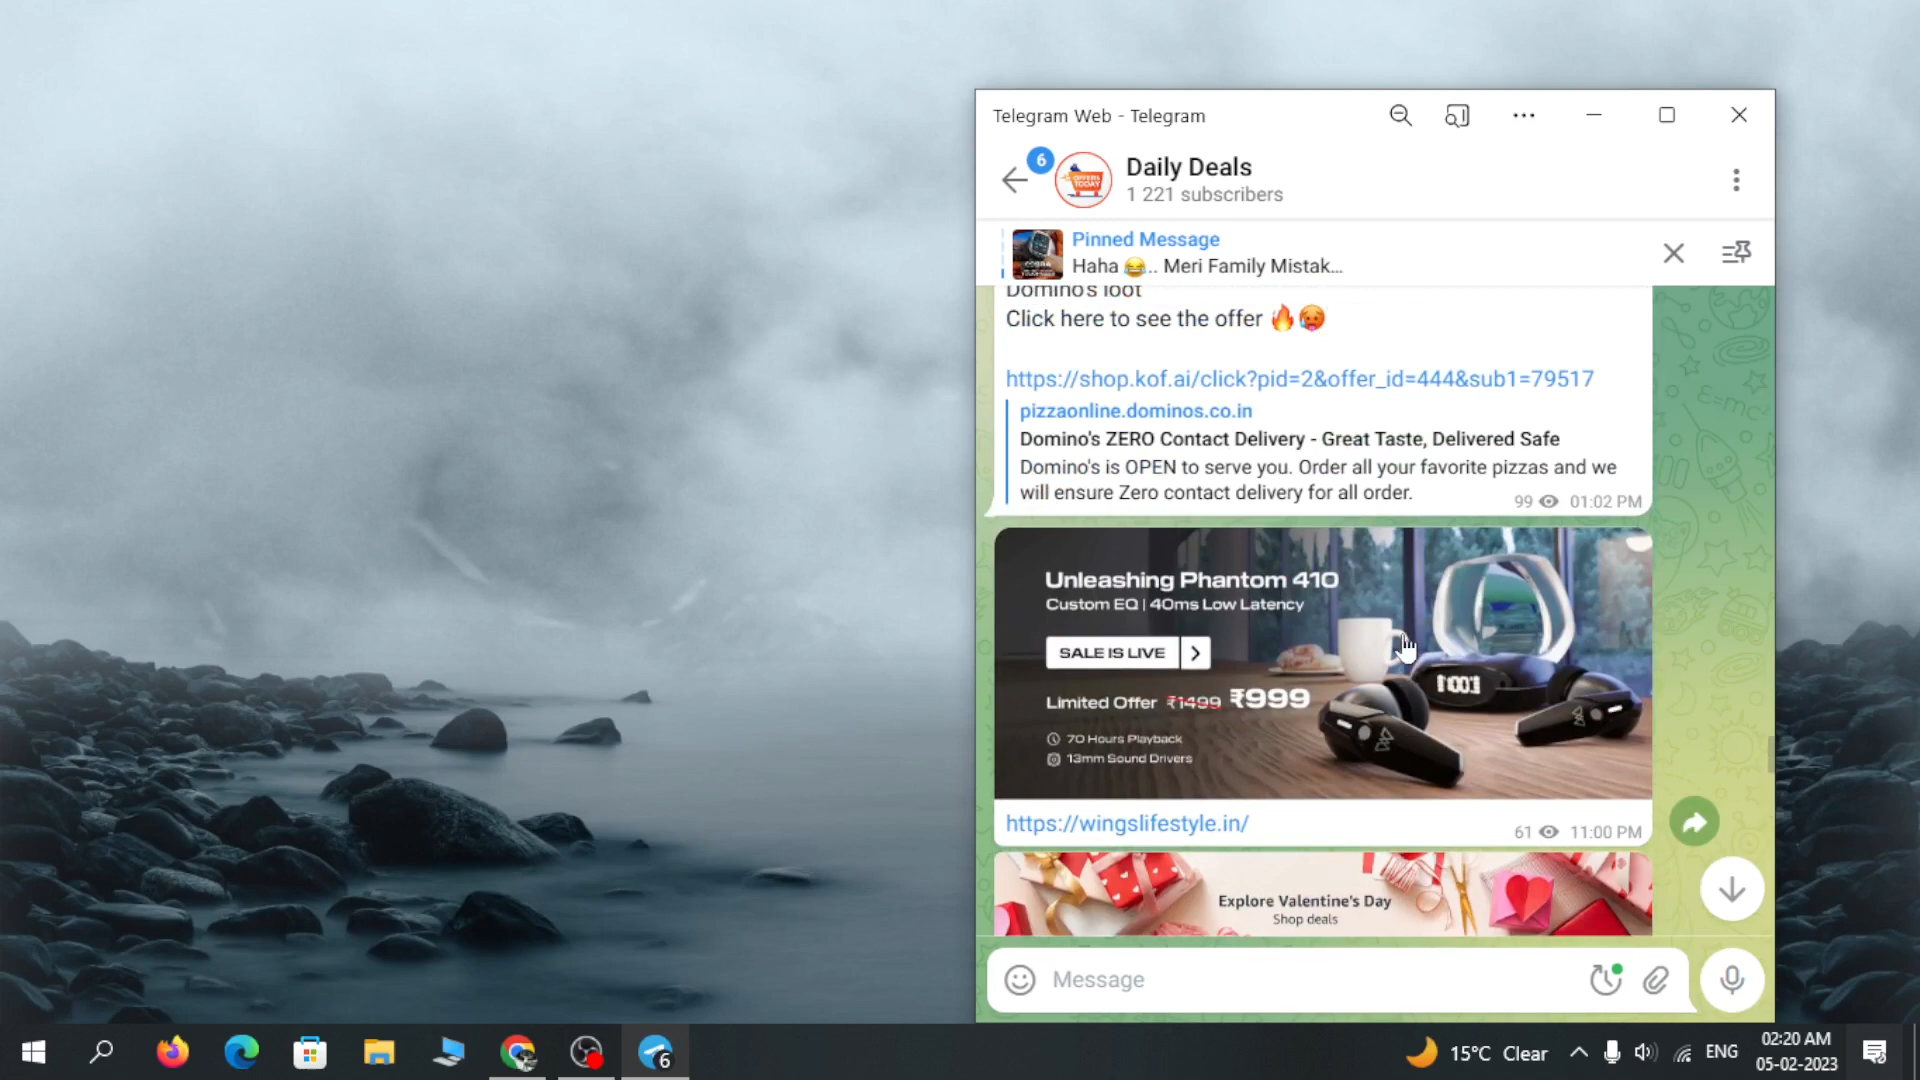 Telegram Web - Telegram
6
Daily Deals
1 221 subscribers
OFFERS
TODAY
Pinned Message
Haha 😂.. Meri Family Mistak...
Domino's loot
Click here to see the offer 🔥🥵
https://shop.kof.ai/click?pid=2&offer_id=444&sub1=79517
pizzaonline.dominos.co.in
Domino's ZERO Contact Delivery - Great Taste, Delivered Safe
Domino's is OPEN to serve you. Order all your favorite pizzas and we
will ensure Zero contact delivery for all order.
99 01:02 PM
Unleashing Phantom 410
Custom EQ | 40ms Low Latency
SALE IS LIVE
Limited Offer ₹1499 ₹999
70 Hours Playback
13mm Sound Drivers
https://wingslifestyle.in/
61 11:00 PM
Explore Valentine's Day
Shop deals
Message
6
15°C Clear
ENG
02:20 AM
05-02-2023